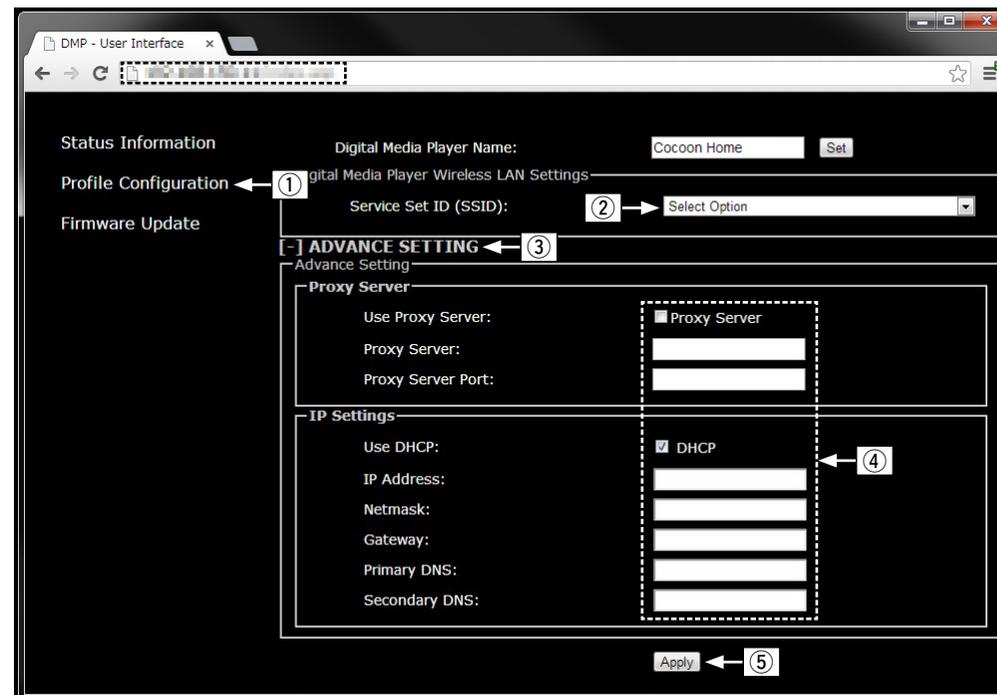 DMP - User Interface
Status Information
Profile Configuration ①
Firmware Update
Digital Media Player Name: Cocoon Home Set
gital Media Player Wireless LAN Settings
Service Set ID (SSID): ② Select Option
[-] ADVANCE SETTING ③
Advance Setting
Proxy Server
Use Proxy Server: Proxy Server
Proxy Server:
Proxy Server Port:
IP Settings
Use DHCP: DHCP
④
IP Address:
Netmask:
Gateway:
Primary DNS:
Secondary DNS:
Apply ⑤